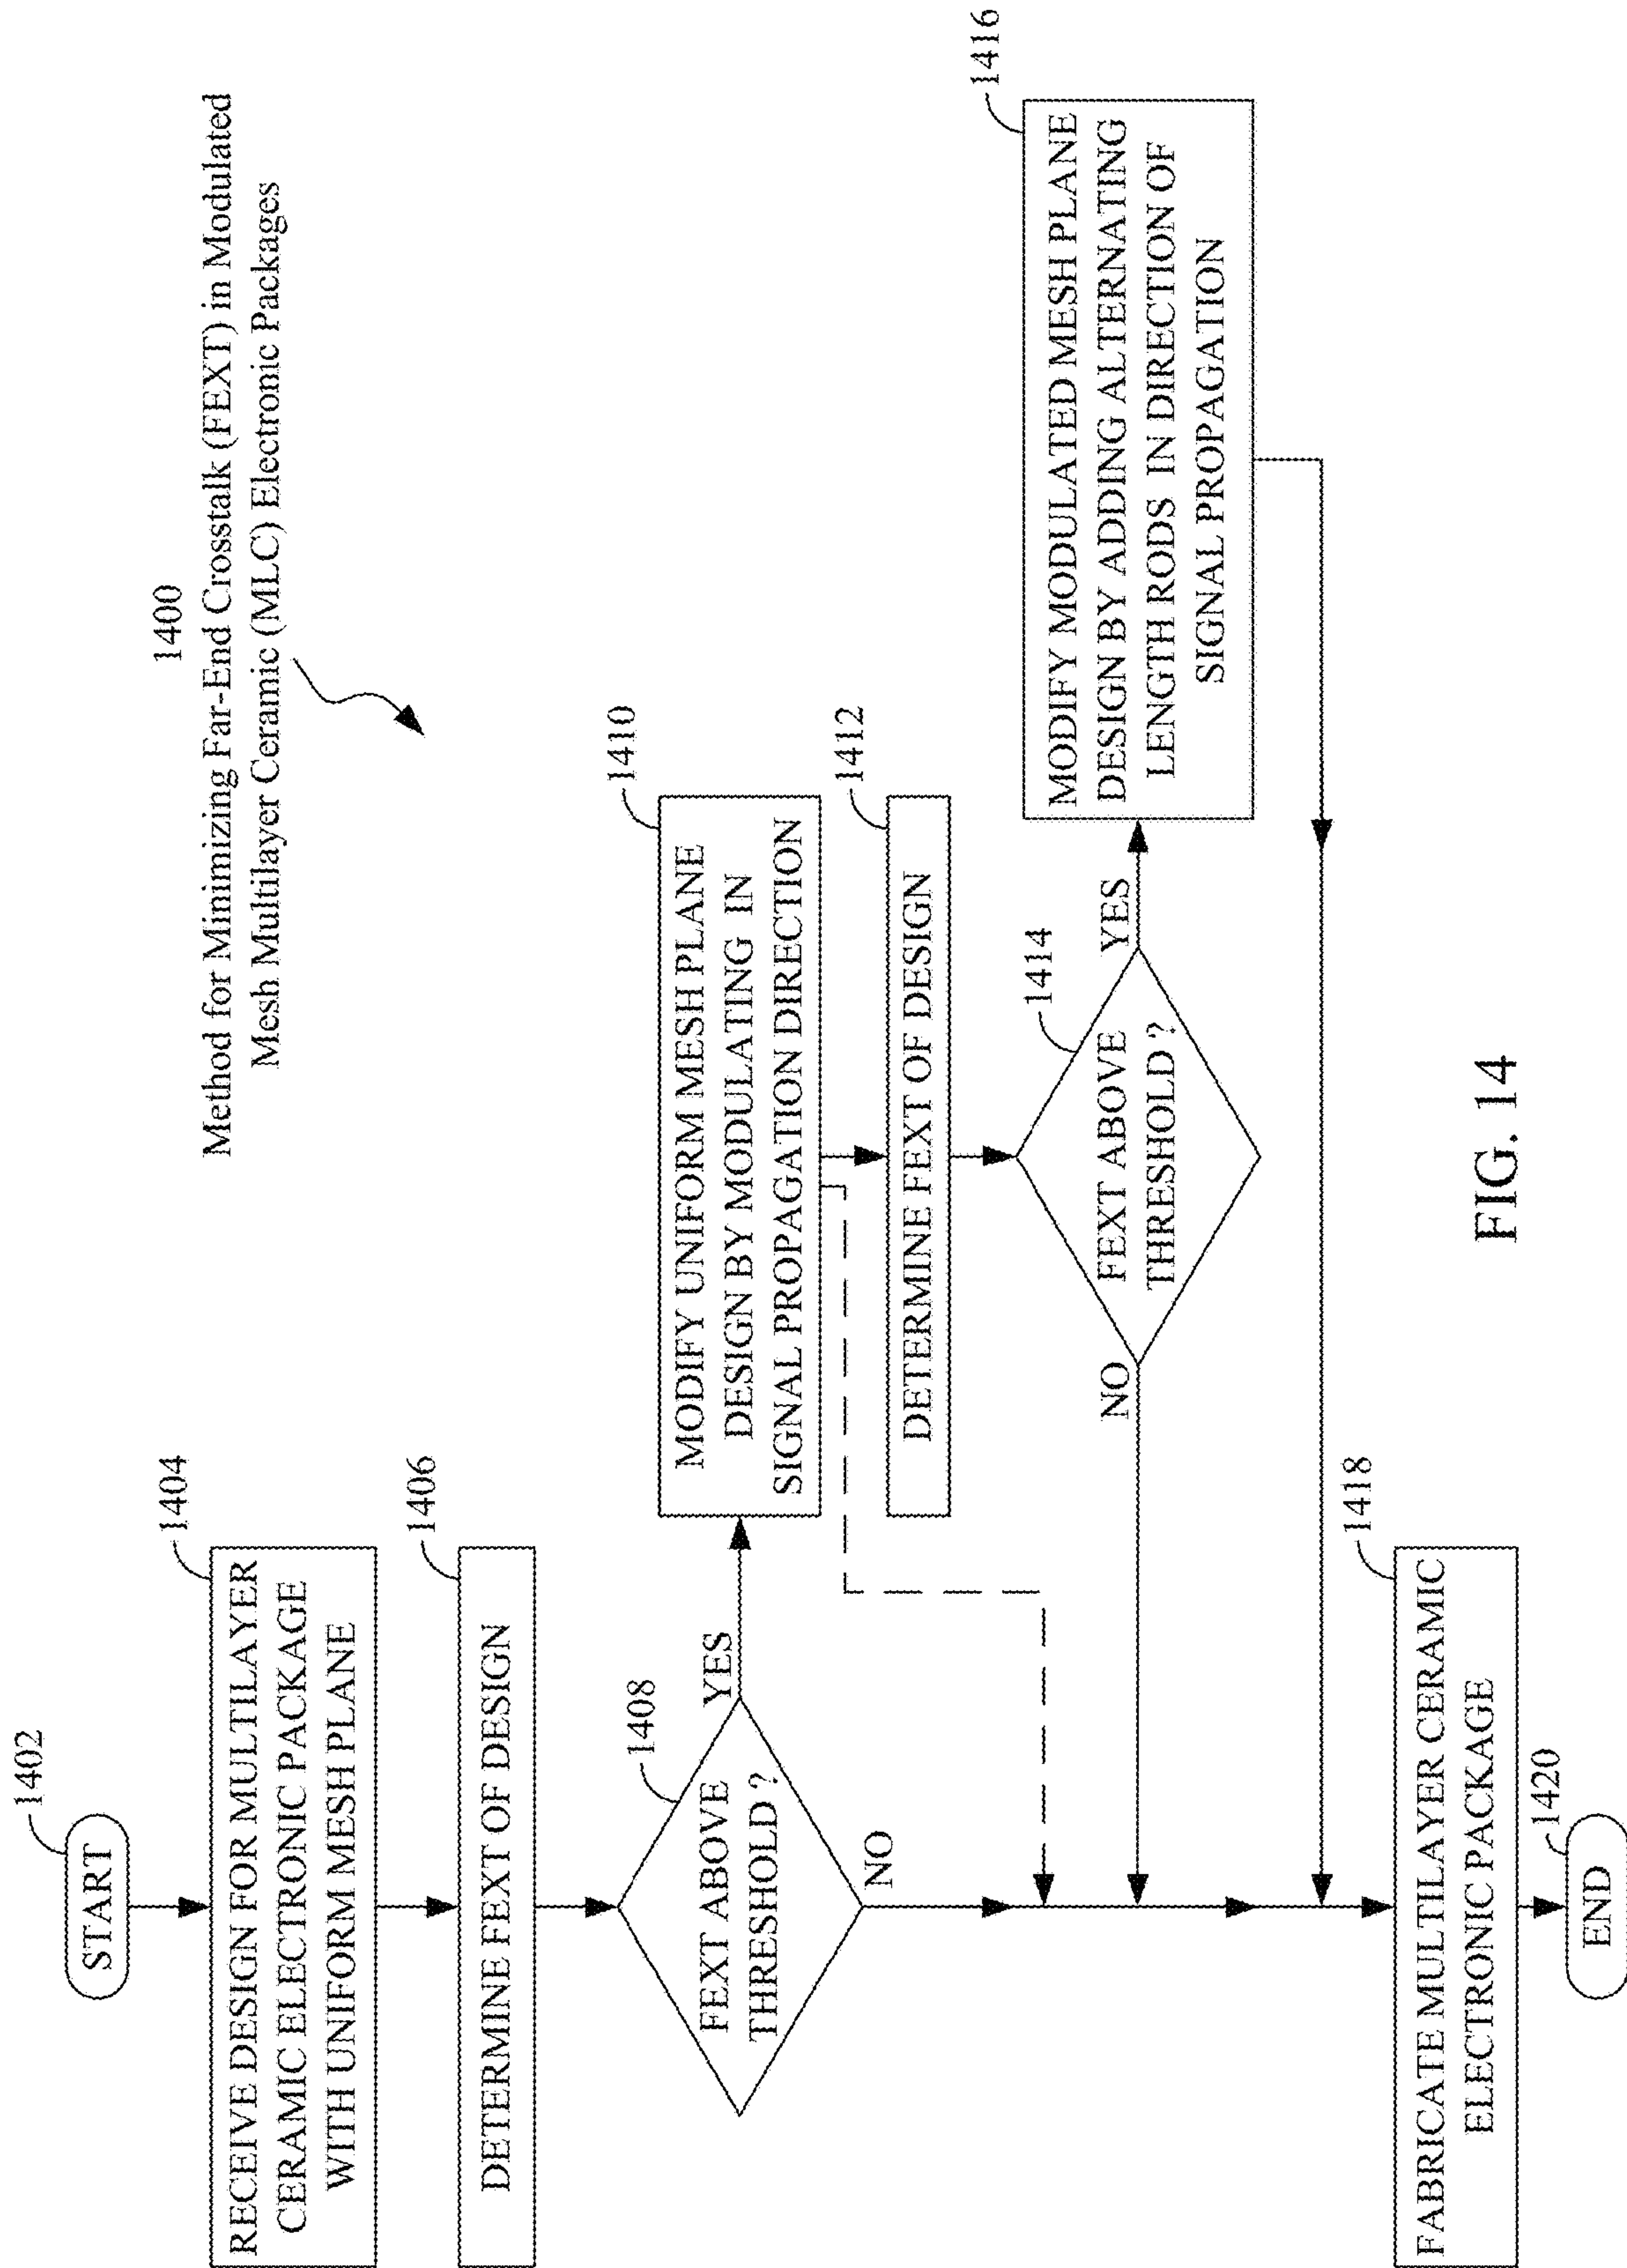 1400
Method for Minimizing Far-End Crosstalk (FEXT) in Modulated
Mesh Multilayer Ceramic (MLC) Electronic Packages
1402
START
1404
RECEIVE DESIGN FOR MULTILAYER
CERAMIC ELECTRONIC PACKAGE
WITH UNIFORM MESH PLANE
1406
DETERMINE FEXT OF DESIGN
1408
FEXT ABOVE
THRESHOLD ?
YES
NO
1410
MODIFY UNIFORM MESH PLANE
DESIGN BY MODULATING IN
SIGNAL PROPAGATION DIRECTION
1412
DETERMINE FEXT OF DESIGN
1414
FEXT ABOVE
THRESHOLD ?
YES
NO
1416
MODIFY MODULATED MESH PLANE
DESIGN BY ADDING ALTERNATING
LENGTH RODS IN DIRECTION OF
SIGNAL PROPAGATION
1418
FABRICATE MULTILAYER CERAMIC
ELECTRONIC PACKAGE
1420
END
FIG. 14